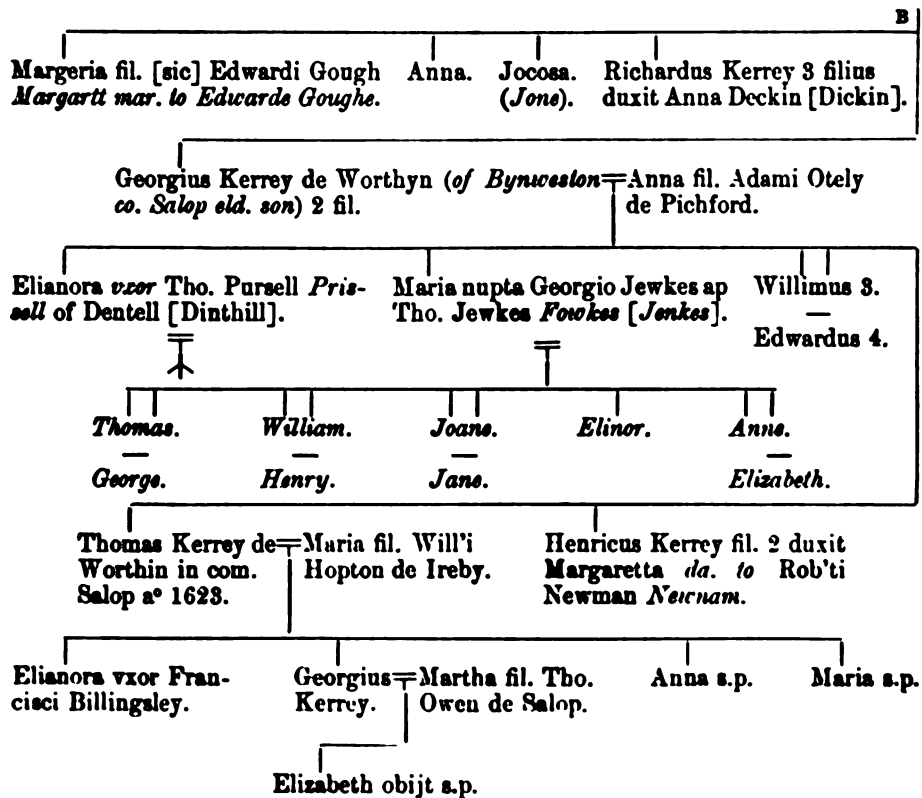 B
Margeria fil. [sic] Edwardi Gough
Margartt mar. to Edwarde Goughe.
Anna.
Jocosa.
(Jone).
Richardus Kerrey 3 filius
duxit Anna Deckin [Dickin].
Georgius Kerrey de Worthyn (of Bynweston
co. Salop eld. son) 2 fil.
Anna fil. Adami Otely
de Pichford.
Elianora vxor Tho. Pursell Pris-
sell of Dentell [Dinthill].
Maria nupta Georgio Jewkes ap
Tho. Jewkes Fowkes [Jenkes].
Willimus 3.
Edwardus 4.
Thomas.
William.
Joane.
Elinor.
Anne.
George.
Henry.
Jane.
Elizabeth.
Thomas Kerrey de
Worthin in com.
Salop aº 1623.
Maria fil. Will'i
Hopton de Ireby.
Henricus Kerrey fil. 2 duxit
Margaretta da. to Rob'ti
Newman Newnam.
Elianora vxor Fran-
cisci Billingsley.
Georgius
Kerrey.
Martha fil. Tho.
Owen de Salop.
Anna s.p.
Maria s.p.
Elizabeth obijt s.p.